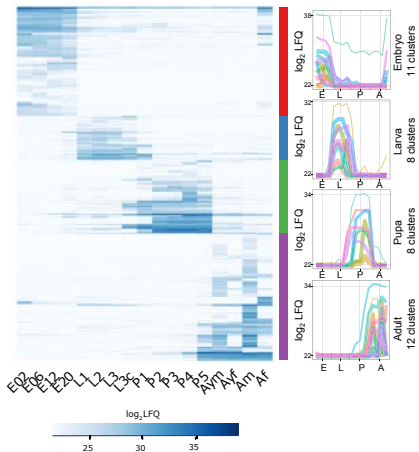 38
log2 LFQ
22
E L P A
Embryo
11 clusters
32
log2 LFQ
22
E L P A
Larva
8 clusters
34
log2 LFQ
22
E L P A
Pupa
8 clusters
34
log2 LFQ
22
E L P A
Adult
12 clusters
E02 E06 E12 E20 L1 L2 L3 L3c P1 P2 P3 P4 P5 Aym Ayf Am Af
log2LFQ
25 30 35